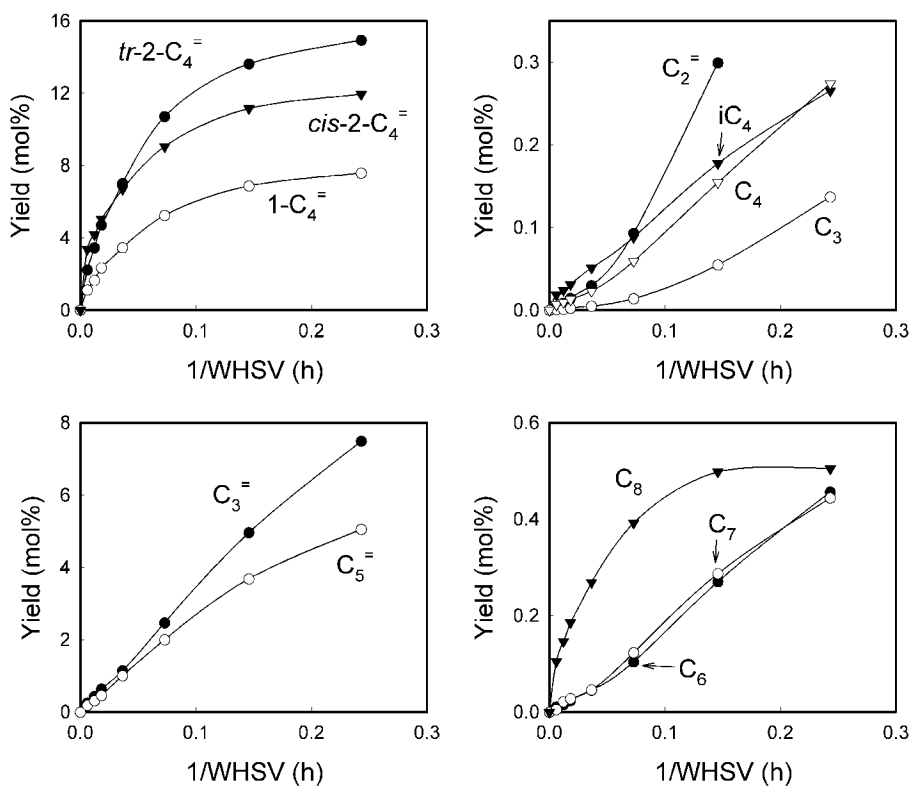 16
12
8
4
0
Yield (mol%)
tr-2-C4=
cis-2-C4=
1-C4=
0.0 0.1 0.2 0.3
1/WHSV (h)
0.3
0.2
0.1
0.0
Yield (mol%)
C2=
iC4
C4
C3
0.0 0.1 0.2 0.3
1/WHSV (h)
8
6
4
2
0
Yield (mol%)
C3=
C5=
0.0 0.1 0.2 0.3
1/WHSV (h)
0.6
0.4
0.2
0.0
Yield (mol%)
C8
C7
C6
0.0 0.1 0.2 0.3
1/WHSV (h)